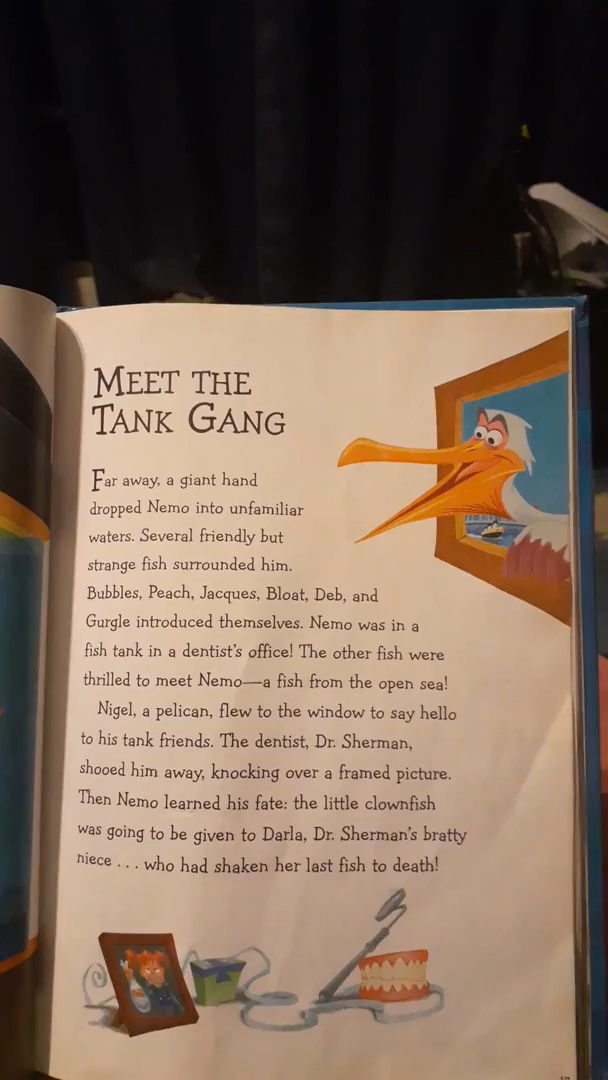 MEET THE
TANK GANG
Far away, a giant hand
dropped Nemo into unfamiliar
waters. Several friendly but
strange fish surrounded him.
Bubbles, Peach, Jacques, Bloat, Deb, and
Gurgle introduced themselves. Nemo was in a
fish tank in a dentist's office! The other fish were
thrilled to meet Nemo—a fish from the open sea!
Nigel, a pelican, flew to the window to say hello
to his tank friends. The dentist, Dr. Sherman,
shooed him away, knocking over a framed picture.
Then Nemo learned his fate: the little clownfish
was going to be given to Darla, Dr. Sherman's bratty
niece . . . who had shaken her last fish to death!